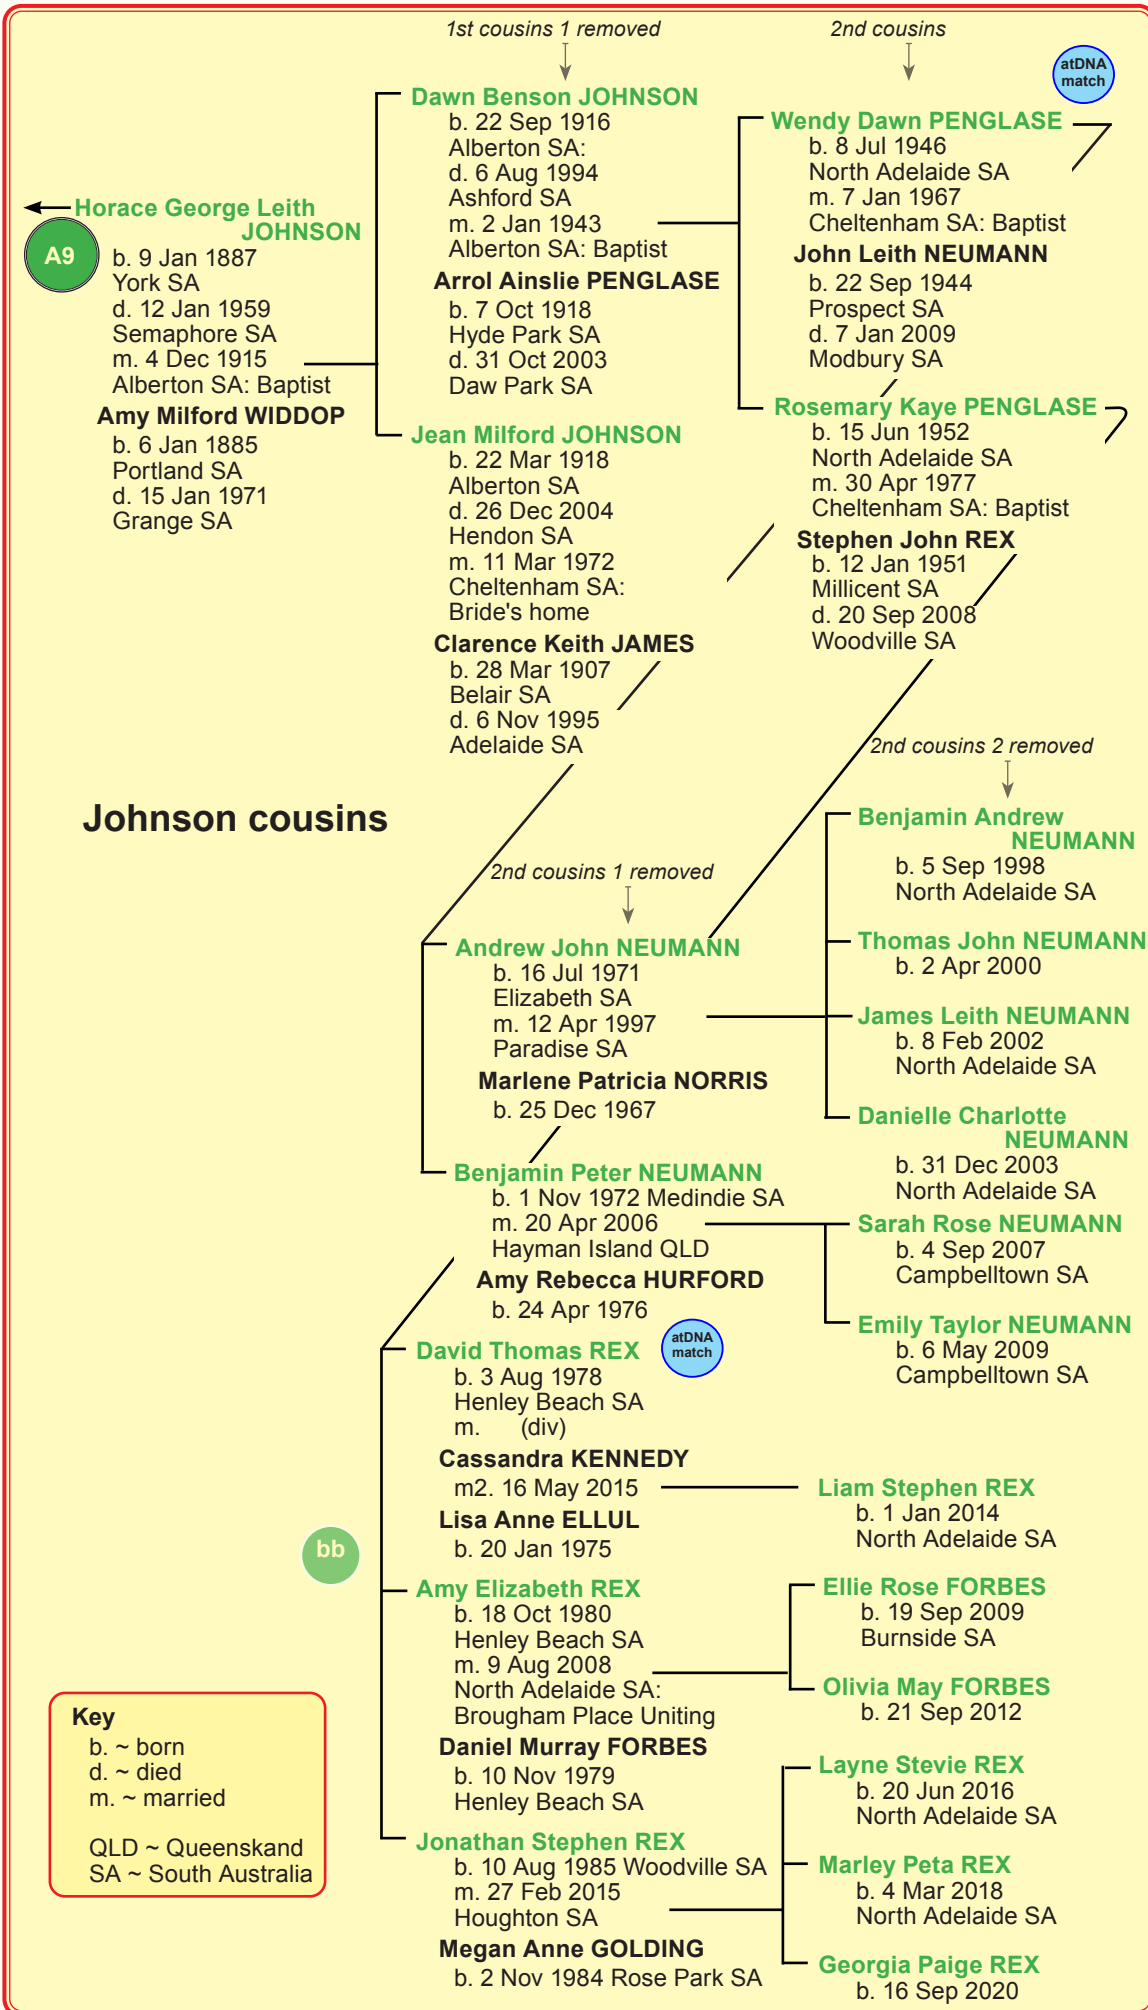 1st cousins 1 removed
2nd cousins
atDNA
match
Horace George Leith
JOHNSON
A9
b. 9 Jan 1887
York SA
d. 12 Jan 1959
Semaphore SA
m. 4 Dec 1915
Alberton SA: Baptist
Amy Milford WIDDOP
b. 6 Jan 1885
Portland SA
d. 15 Jan 1971
Grange SA
Dawn Benson JOHNSON
b. 22 Sep 1916
Alberton SA:
d. 6 Aug 1994
Ashford SA
m. 2 Jan 1943
Alberton SA: Baptist
Arrol Ainslie PENGLASE
b. 7 Oct 1918
Hyde Park SA
d. 31 Oct 2003
Daw Park SA
Jean Milford JOHNSON
b. 22 Mar 1918
Alberton SA
d. 26 Dec 2004
Hendon SA
m. 11 Mar 1972
Cheltenham SA:
Bride's home
Clarence Keith JAMES
b. 28 Mar 1907
Belair SA
d. 6 Nov 1995
Adelaide SA
Wendy Dawn PENGLASE
b. 8 Jul 1946
North Adelaide SA
m. 7 Jan 1967
Cheltenham SA: Baptist
John Leith NEUMANN
b. 22 Sep 1944
Prospect SA
d. 7 Jan 2009
Modbury SA
Rosemary Kaye PENGLASE
b. 15 Jun 1952
North Adelaide SA
m. 30 Apr 1977
Cheltenham SA: Baptist
Stephen John REX
b. 12 Jan 1951
Millicent SA
d. 20 Sep 2008
Woodville SA
Johnson cousins
2nd cousins 1 removed
2nd cousins 2 removed
Andrew John NEUMANN
b. 16 Jul 1971
Elizabeth SA
m. 12 Apr 1997
Paradise SA
Marlene Patricia NORRIS
b. 25 Dec 1967
Benjamin Andrew
NEUMANN
b. 5 Sep 1998
North Adelaide SA
Thomas John NEUMANN
b. 2 Apr 2000
James Leith NEUMANN
b. 8 Feb 2002
North Adelaide SA
Danielle Charlotte
NEUMANN
b. 31 Dec 2003
North Adelaide SA
Benjamin Peter NEUMANN
b. 1 Nov 1972 Medindie SA
m. 20 Apr 2006
Hayman Island QLD
Amy Rebecca HURFORD
b. 24 Apr 1976
Sarah Rose NEUMANN
b. 4 Sep 2007
Campbelltown SA
Emily Taylor NEUMANN
b. 6 May 2009
Campbelltown SA
David Thomas REX
atDNA
match
b. 3 Aug 1978
Henley Beach SA
m. (div)
Cassandra KENNEDY
m2. 16 May 2015
Lisa Anne ELLUL
b. 20 Jan 1975
Liam Stephen REX
b. 1 Jan 2014
North Adelaide SA
bb
Amy Elizabeth REX
b. 18 Oct 1980
Henley Beach SA
m. 9 Aug 2008
North Adelaide SA:
Brougham Place Uniting
Daniel Murray FORBES
b. 10 Nov 1979
Henley Beach SA
Ellie Rose FORBES
b. 19 Sep 2009
Burnside SA
Olivia May FORBES
b. 21 Sep 2012
Jonathan Stephen REX
b. 10 Aug 1985 Woodville SA
m. 27 Feb 2015
Houghton SA
Megan Anne GOLDING
b. 2 Nov 1984 Rose Park SA
Layne Stevie REX
b. 20 Jun 2016
North Adelaide SA
Marley Peta REX
b. 4 Mar 2018
North Adelaide SA
Georgia Paige REX
b. 16 Sep 2020
Key
b. ~ born
d. ~ died
m. ~ married
QLD ~ Queenskand
SA ~ South Australia